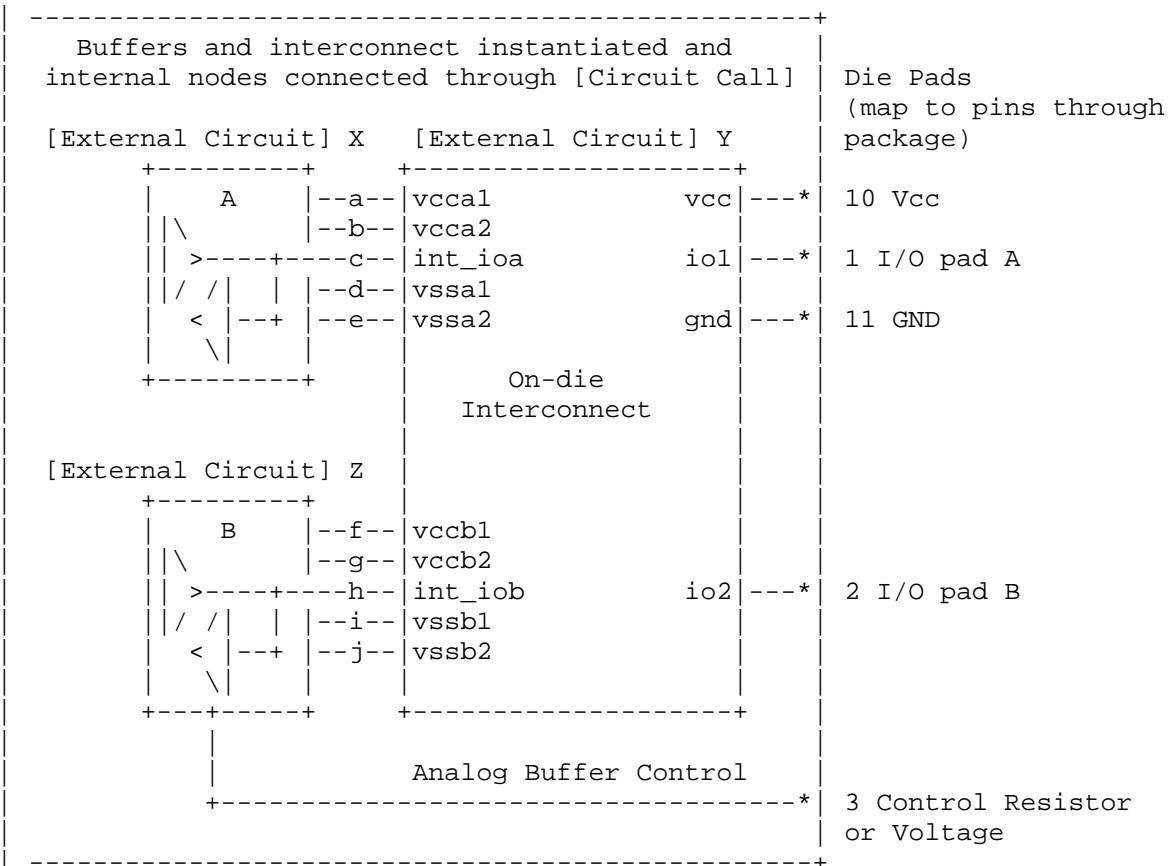 Buffers and interconnect instantiated and
internal nodes connected through [Circuit Call] Die Pads
(map to pins through
[External Circuit] X [External Circuit] Y package)
A a vcca1 vcc 10 Vcc
b vcca2
c int_ioa io1 1 I/O pad A
d vssa1
e vssa2 gnd 11 GND
On-die
Interconnect
[External Circuit] Z
B f vccb1
g vccb2
h int_iob io2 2 I/O pad B
i vssb1
j vssb2
Analog Buffer Control
3 Control Resistor
or Voltage